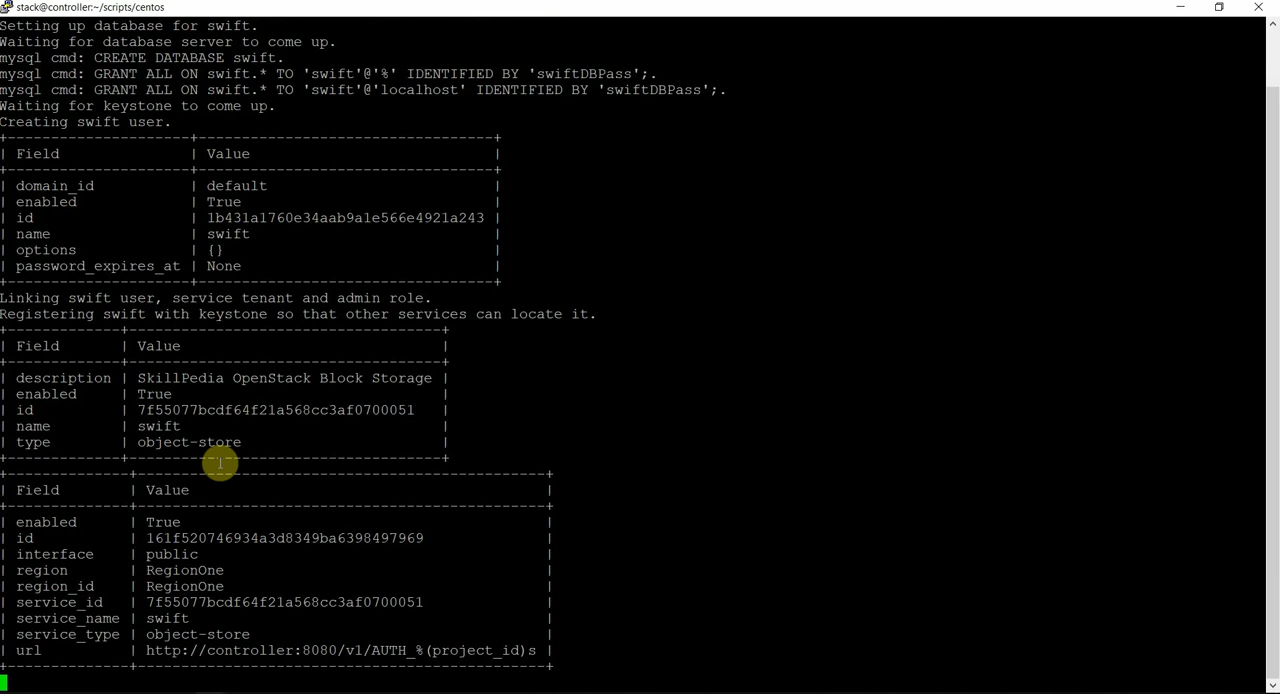 stack@controller:~/scripts/centos
Setting up database for swift.
Waiting for database server to come up.
mysql cmd: CREATE DATABASE swift.
mysql cmd: GRANT ALL ON swift.* TO 'swift'@'%' IDENTIFIED BY 'swiftDBPass';.
mysql cmd: GRANT ALL ON swift.* TO 'swift'@'localhost' IDENTIFIED BY 'swiftDBPass';.
Waiting for keystone to come up.
Creating swift user.
+---------------------+----------------------------------+
| Field               | Value                            |
+---------------------+----------------------------------+
| domain_id           | default                          |
| enabled             | True                             |
| id                  | 1b431a1760e34aab9a1e566e4921a243 |
| name                | swift                            |
| options             | {}                               |
| password_expires_at | None                             |
+---------------------+----------------------------------+
Linking swift user, service tenant and admin role.
Registering swift with keystone so that other services can locate it.
+-------------+-----------------------------------+
| Field       | Value                              |
+-------------+-----------------------------------+
| description | SkillPedia OpenStack Block Storage |
| enabled     | True                               |
| id          | 7f55077bcdf64f21a568cc3af0700051   |
| name        | swift                              |
| type        | object-store                       |
+-------------+-----------------------------------+
+--------------+----------------------------------------------+
| Field        | Value                                        |
+--------------+----------------------------------------------+
| enabled      | True                                         |
| id           | 161f520746934a3d8349ba6398497969             |
| interface    | public                                       |
| region       | RegionOne                                    |
| region_id    | RegionOne                                    |
| service_id   | 7f55077bcdf64f21a568cc3af0700051             |
| service_name | swift                                        |
| service_type | object-store                                 |
| url          | http://controller:8080/v1/AUTH_%(project_id)s |
+--------------+----------------------------------------------+